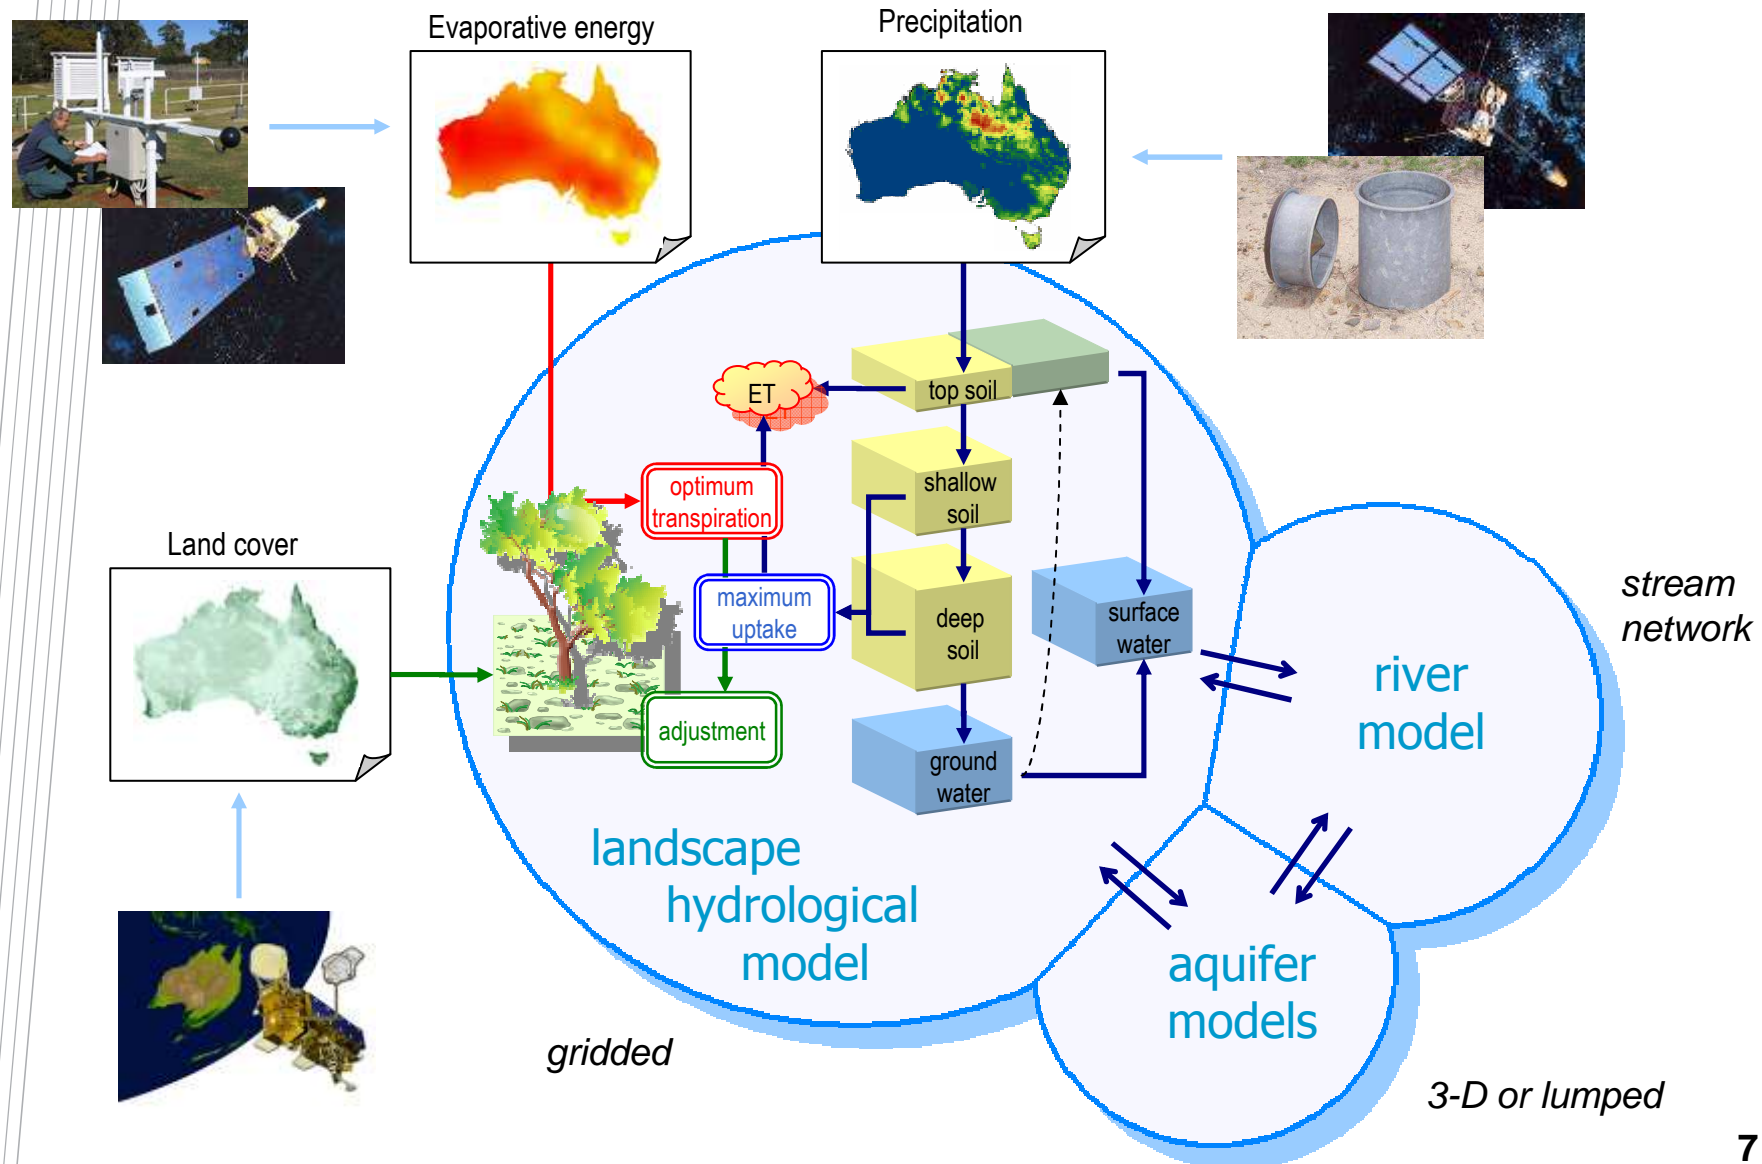 Evaporative energy
Precipitation
ET
top soil
optimum
transpiration
shallow
soil
Land cover
maximum
uptake
deep
soil
surface
water
stream
network
adjustment
ground
water
river
model
landscape
hydrological
model
aquifer
models
gridded
3-D or lumped
7